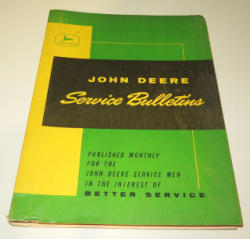 JOHN DEERE
Service Bulletins
PUBLISHED MONTHLY
FOR THE
JOHN DEERE SERVICE MEN
IN THE INTEREST OF
BETTER SERVICE